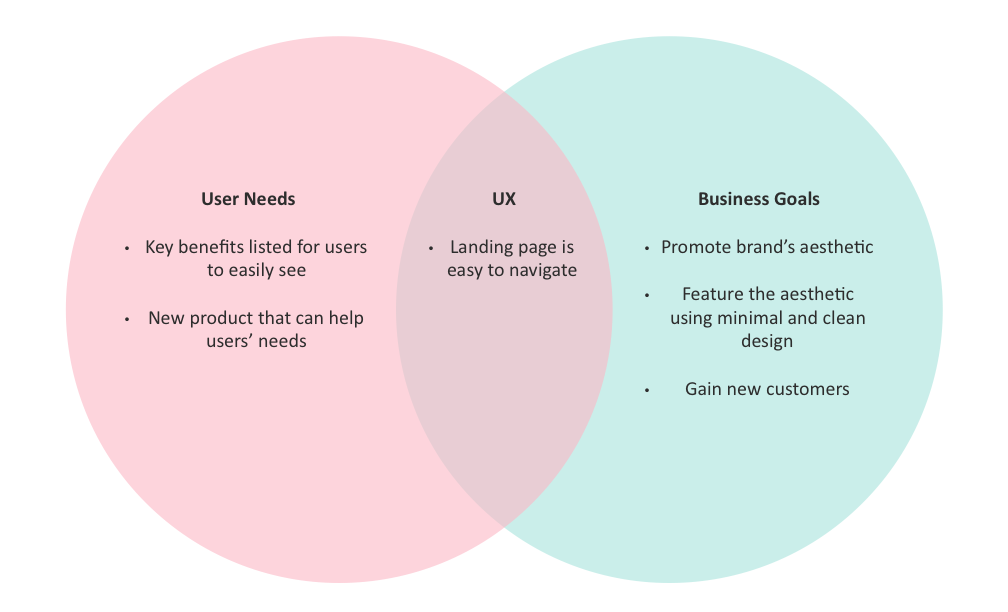 User Needs
• Key benefits listed for users
to easily see
• New product that can help
users’ needs
UX
• Landing page is
easy to navigate
Business Goals
• Promote brand’s aesthetic
• Feature the aesthetic
using minimal and clean
design
• Gain new customers